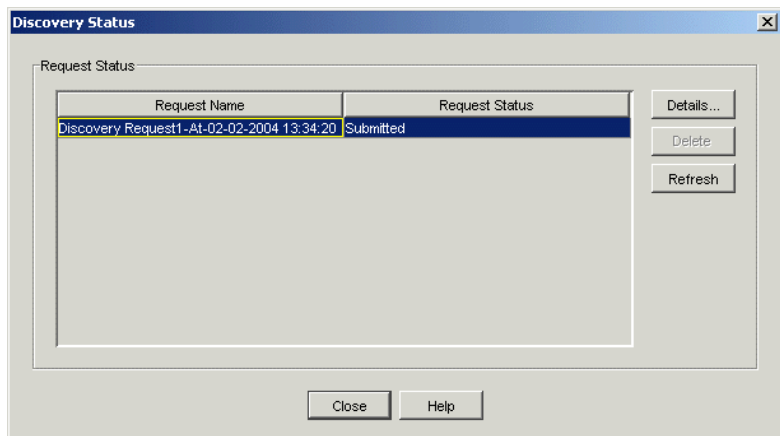 Discovery Status
Request Status
Request Name Request Status
Discovery Request1-At-02-02-2004 13:34:20 Submitted
Details...
Delete
Refresh
Close Help